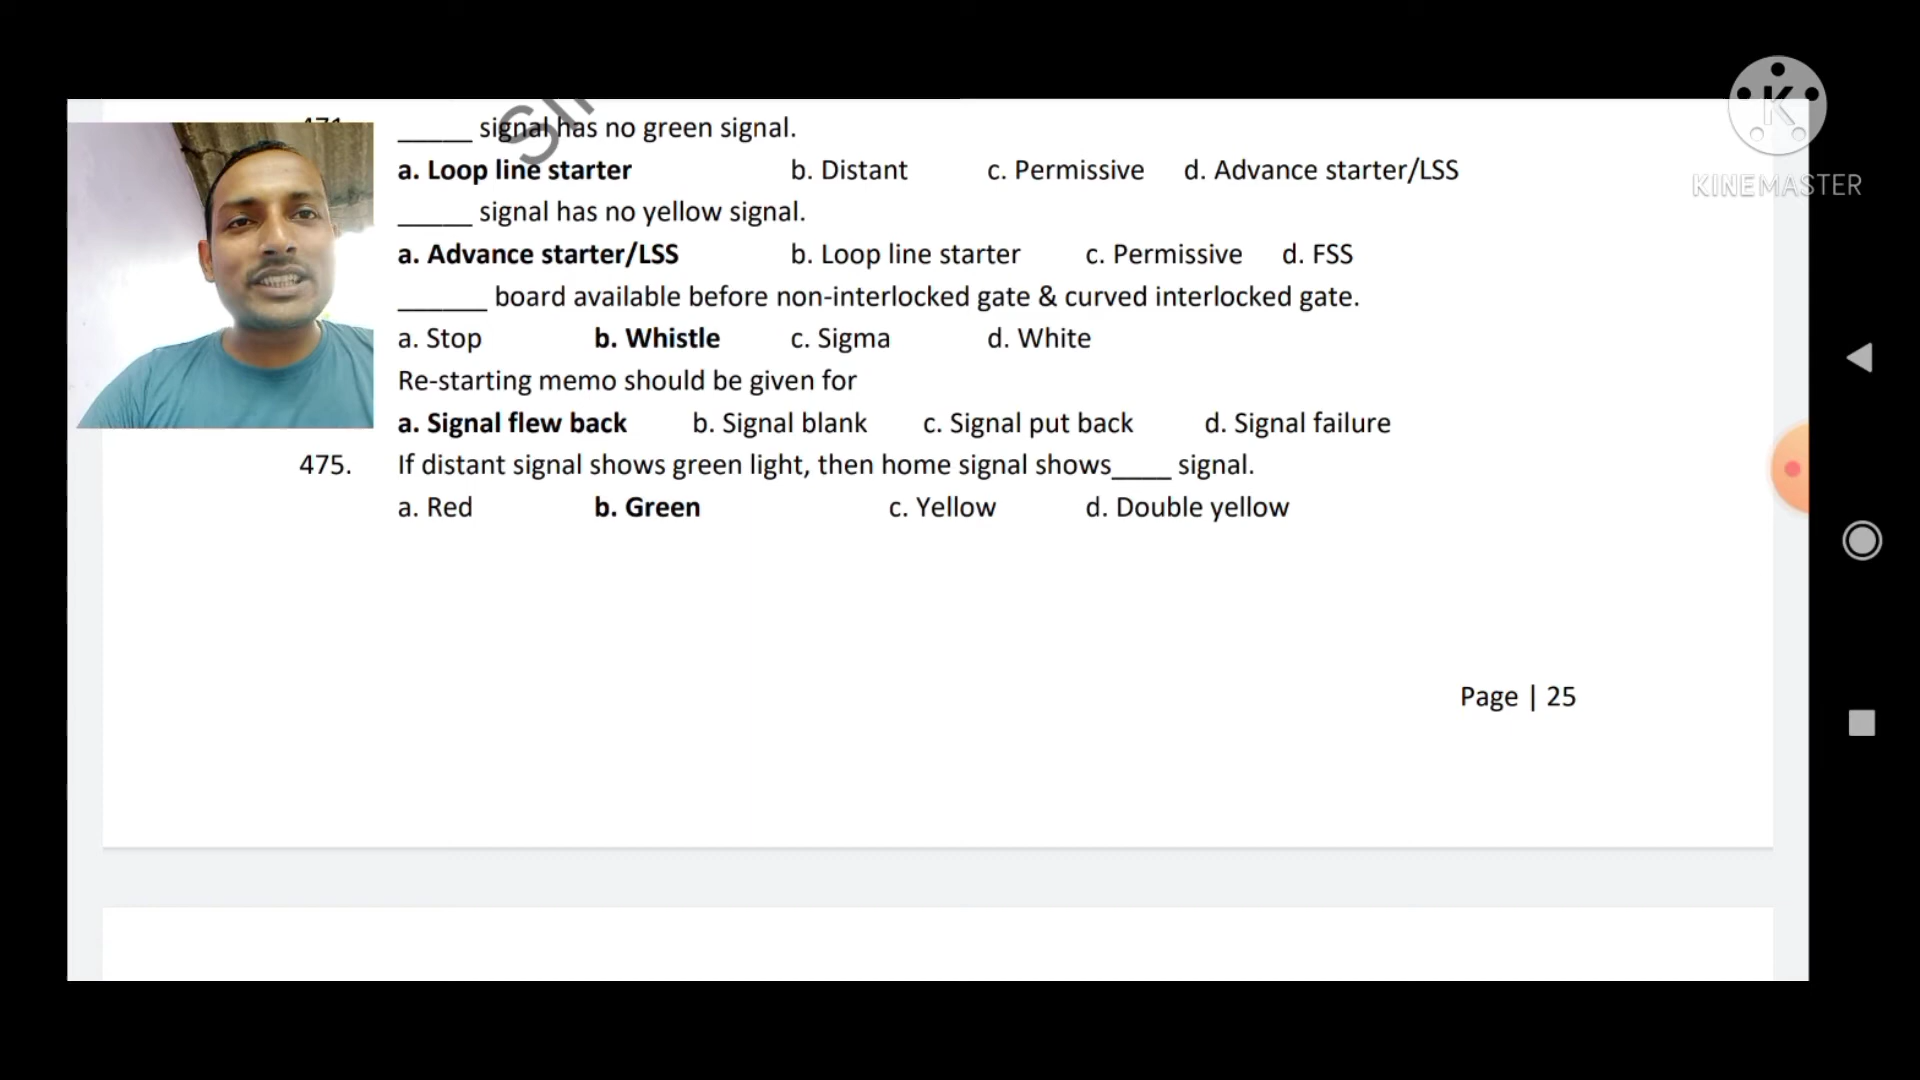 471. _____ signal has no green signal.
a. Loop line starter b. Distant c. Permissive d. Advance starter/LSS
_____ signal has no yellow signal.
a. Advance starter/LSS b. Loop line starter c. Permissive d. FSS
______ board available before non-interlocked gate & curved interlocked gate.
a. Stop b. Whistle c. Sigma d. White
Re-starting memo should be given for
a. Signal flew back b. Signal blank c. Signal put back d. Signal failure
475. If distant signal shows green light, then home signal shows____ signal.
a. Red b. Green c. Yellow d. Double yellow
Page | 25
K
KINEMASTER